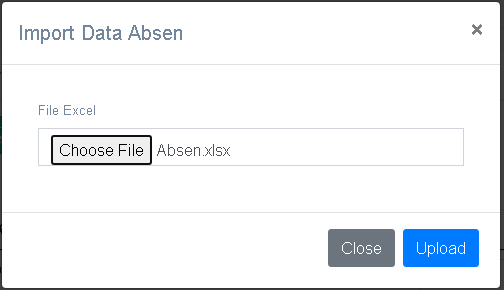 Import Data Absen ×
File Excel
Choose File Absen.xlsx
Close Upload